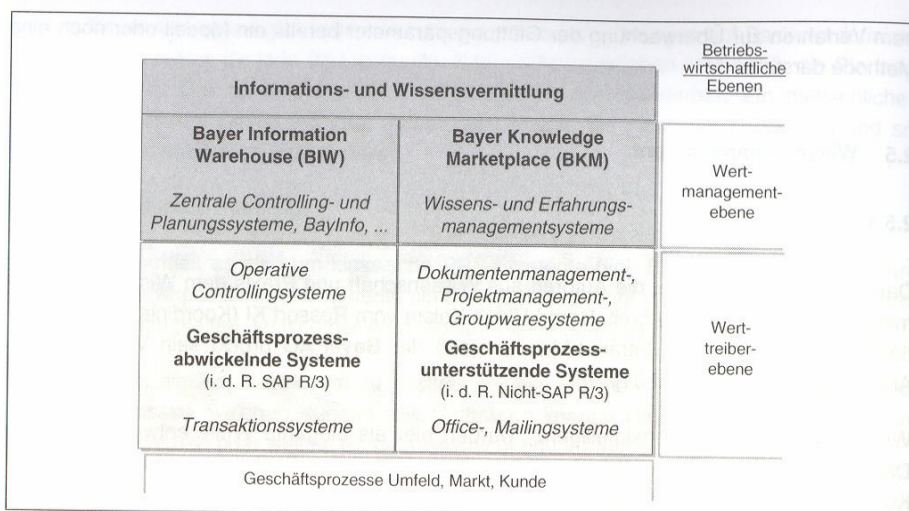 Betriebs-
wirtschaftliche
Ebenen
Informations- und Wissensvermittlung
Bayer Information
Warehouse (BIW)
Zentrale Controlling- und
Planungssysteme, BayInfo, ...
Bayer Knowledge
Marketplace (BKM)
Wissens- und Erfahrungs-
managementsysteme
Wert-
management-
ebene
Operative
Controllingsysteme
Geschäftsprozess-
abwickelnde Systeme
(i. d. R. SAP R/3)
Transaktionssysteme
Dokumentenmanagement-,
Projektmanagement-,
Groupwaresysteme
Geschäftsprozess-
unterstützende Systeme
(i. d. R. Nicht-SAP R/3)
Office-, Mailingsysteme
Wert-
treiber-
ebene
Geschäftsprozesse Umfeld, Markt, Kunde